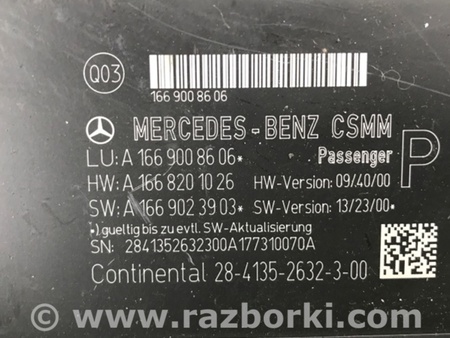 Q03
166 900 86 06
MERCEDES-BENZ CSMM
LU: A 166 900 86 06* Passenger P
HW: A 166 820 10 26 HW-Version: 09/40/00
SW: A 166 902 39 03* SW-Version: 13/23/00*
*) gueltig bis zu evtl. SW-Aktualisierung
SN: 2841352632300A177310070A
Continental 28-4135-2632-3-00
© www.razborki.com